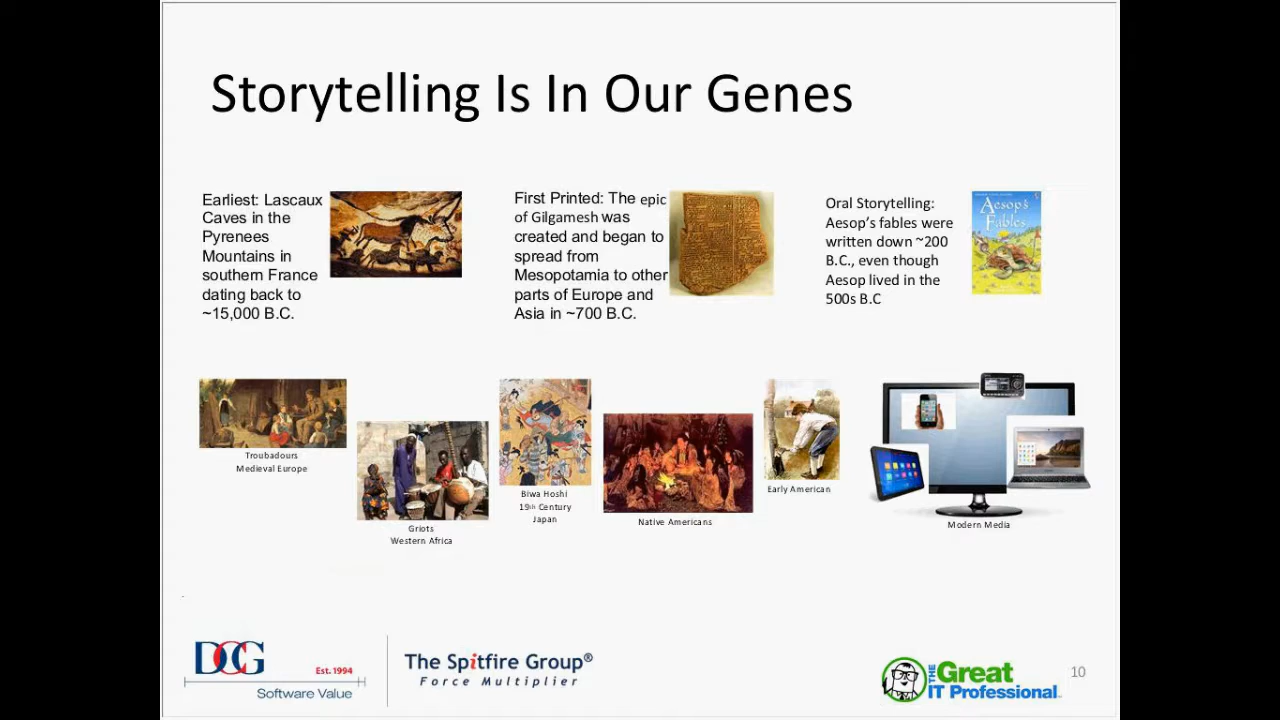 Storytelling Is In Our Genes
Earliest: Lascaux
Caves in the
Pyrenees
Mountains in
southern France
dating back to
~15,000 B.C.
First Printed: The epic
of Gilgamesh was
created and began to
spread from
Mesopotamia to other
parts of Europe and
Asia in ~700 B.C.
Oral Storytelling:
Aesop’s fables were
written down ~200
B.C., even though
Aesop lived in the
500s B.C
Aesop's
Fables
Troubadours
Medieval Europe
Griots
Western Africa
Biwa Hoshi
19th Century
Japan
Native Americans
Early American
Modern Media
DCG
Est. 1994
Software Value
The Spitfire Group®
Force Multiplier
THE Great
IT Professional
10